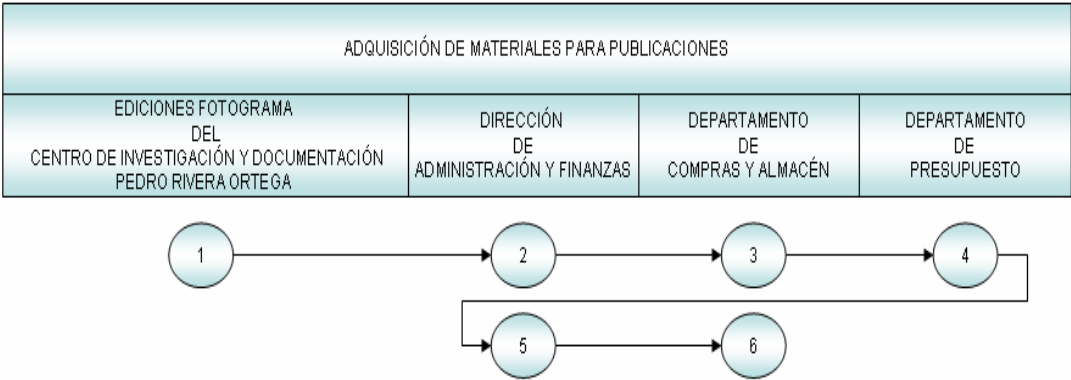 ADQUISICIÓN DE MATERIALES PARA PUBLICACIONES
EDICIONES FOTOGRAMA
DEL
CENTRO DE INVESTIGACIÓN Y DOCUMENTACIÓN
PEDRO RIVERA ORTEGA
DIRECCIÓN
DE
ADMINISTRACIÓN Y FINANZAS
DEPARTAMENTO
DE
COMPRAS Y ALMACÉN
DEPARTAMENTO
DE
PRESUPUESTO
1
2
3
4
5
6